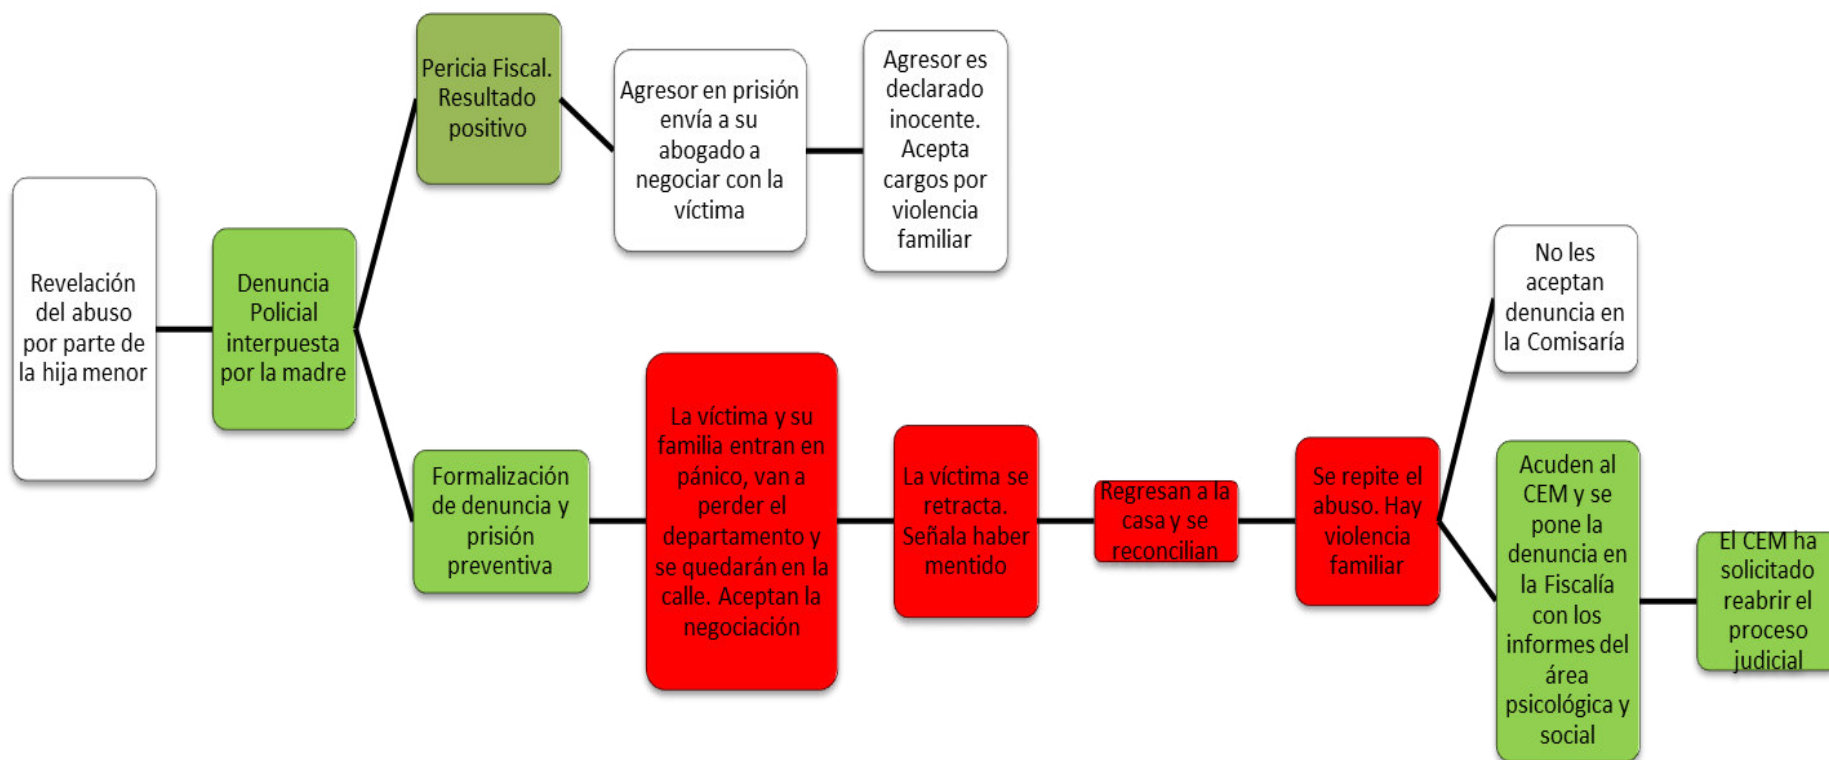 Revelación
del abuso
por parte de
la hija menor
Denuncia
Policial
interpuesta
por la madre
Pericia Fiscal.
Resultado
positivo
Agresor en prisión
envía a su
abogado a
negociar con la
víctima
Agresor es
declarado
inocente.
Acepta
cargos por
violencia
familiar
Formalización
de denuncia y
prisión
preventiva
La víctima y su
familia entran en
pánico, van a
perder el
departamento y
se quedarán en la
calle. Aceptan la
negociación
La víctima se
retracta.
Señala haber
mentido
Regresan a la
casa y se
reconcilian
Se repite el
abuso. Hay
violencia
familiar
No les
aceptan
denuncia en
la Comisaría
Acuden al
CEM y se
pone la
denuncia en
la Fiscalía
con los
informes del
área
psicológica y
social
El CEM ha
solicitado
reabrir el
proceso
judicial